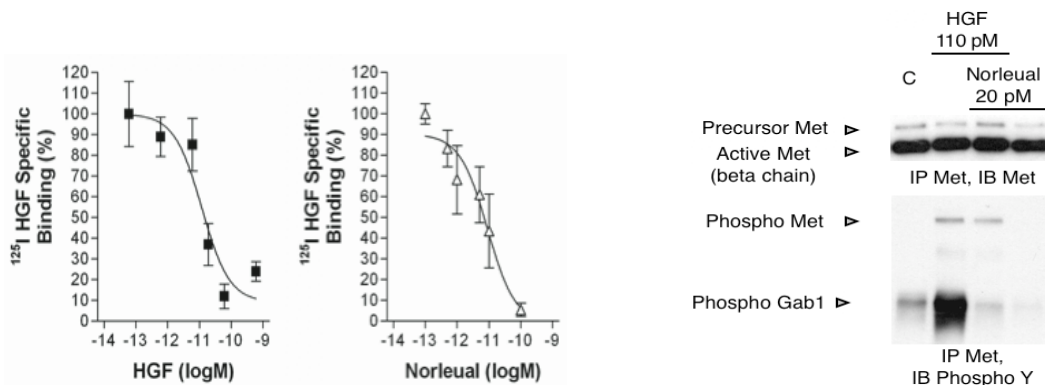 120
110
100
90
80
70
60
50
40
30
20
10
0
¹²⁵I HGF Specific
Binding (%)
-14 -13 -12 -11 -10 -9
HGF (logM)
120
110
100
90
80
70
60
50
40
30
20
10
0
¹²⁵I HGF Specific
Binding (%)
-14 -13 -12 -11 -10 -9
Norleual (logM)
HGF
110 pM
C
Norleual
20 pM
Precursor Met
Active Met
(beta chain)
IP Met, IB Met
Phospho Met
Phospho Gab1
IP Met,
IB Phospho Y